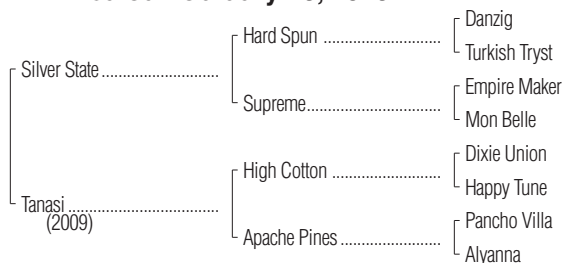 Danzig
Hard Spun
Turkish Tryst
Silver State
Empire Maker
Supreme
Mon Belle
Dixie Union
High Cotton
Happy Tune
Tanasi
(2009)
Pancho Villa
Apache Pines
Alyanna